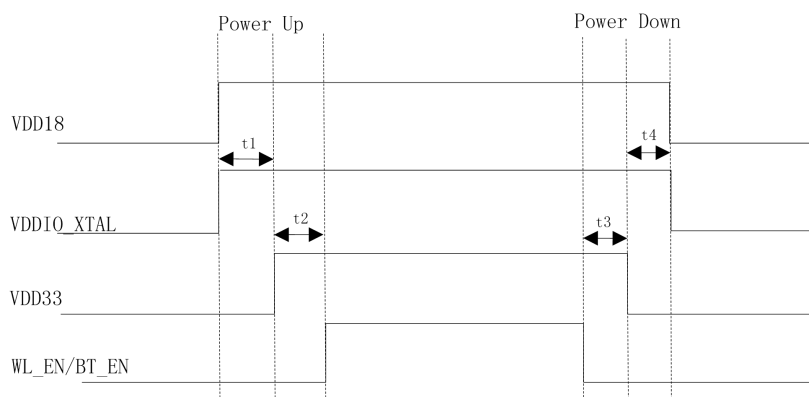 Power Up
Power Down
VDD18
t1
t4
VDDIO_XTAL
t2
t3
VDD33
WL_EN/BT_EN